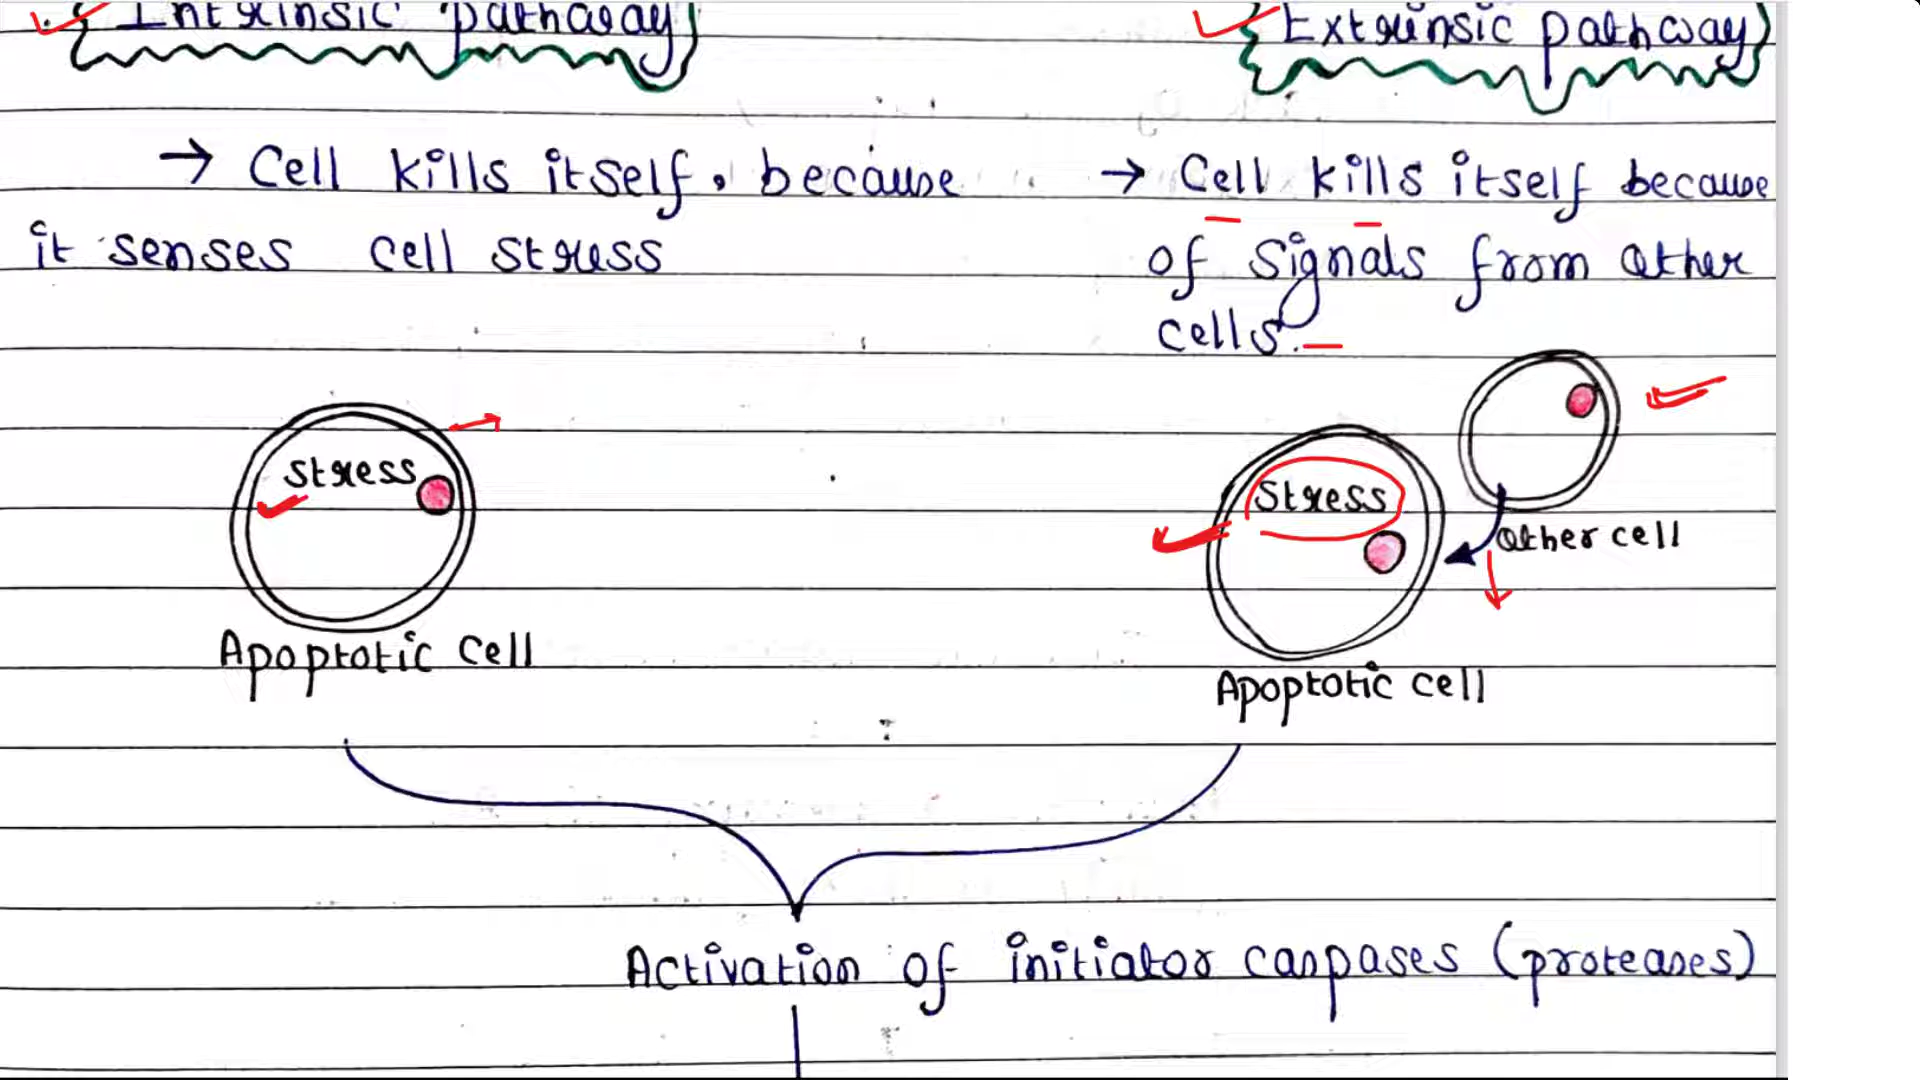 Intrinsic pathway
Extrinsic pathway
→ Cell kills itself, because
it senses cell stress
→ Cell kills itself because
of signals from other
cells.
stress
Apoptotic cell
Stress
other cell
Apoptotic cell
Activation of initiator caspases (proteases)